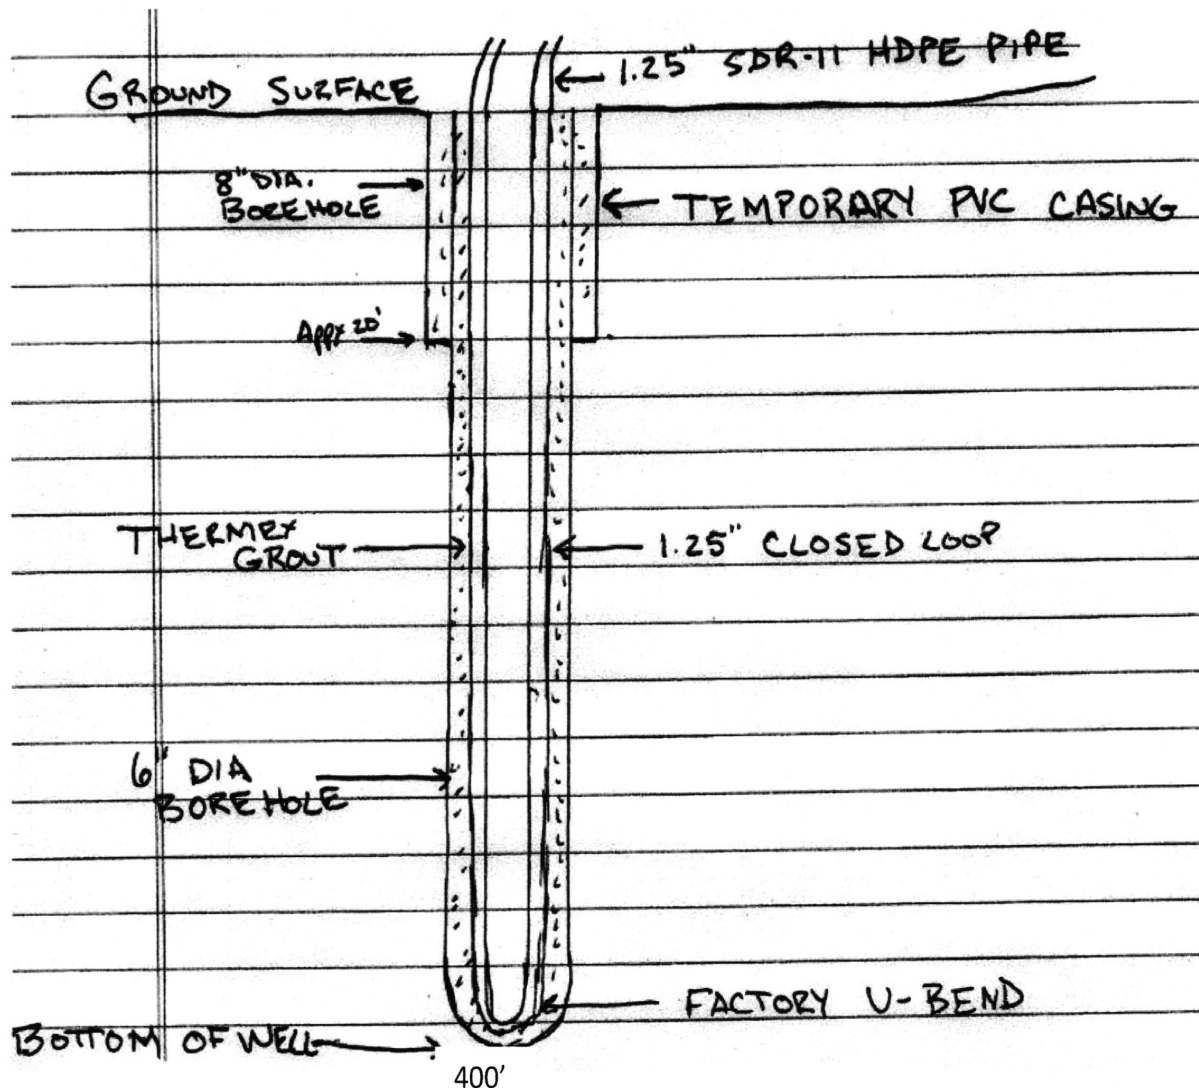 1.25" SDR-11 HDPE PIPE
GROUND SURFACE
8" DIA.
BOREHOLE
TEMPORARY PVC CASING
Appx 20'
THERMEX
GROUT
1.25" CLOSED LOOP
6" DIA
BOREHOLE
FACTORY U-BEND
BOTTOM OF WELL
400'